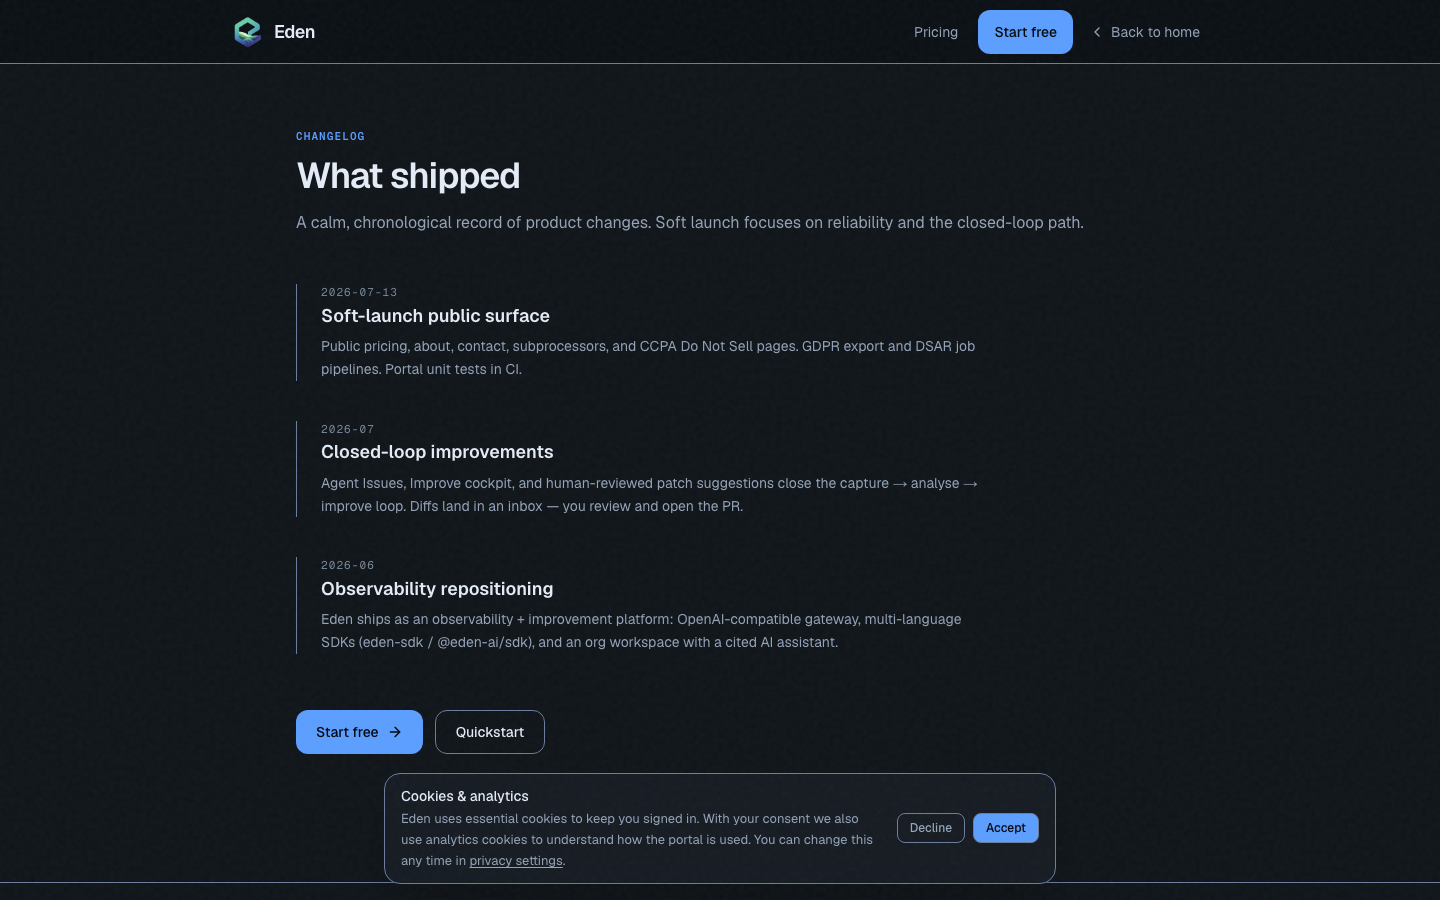 Eden
Pricing
Start free
Back to home
CHANGELOG
What shipped
A calm, chronological record of product changes. Soft launch focuses on reliability and the closed-loop path.
2026-07-13
Soft-launch public surface
Public pricing, about, contact, subprocessors, and CCPA Do Not Sell pages. GDPR export and DSAR job
pipelines. Portal unit tests in CI.
2026-07
Closed-loop improvements
Agent Issues, Improve cockpit, and human-reviewed patch suggestions close the capture → analyse →
improve loop. Diffs land in an inbox — you review and open the PR.
2026-06
Observability repositioning
Eden ships as an observability + improvement platform: OpenAI-compatible gateway, multi-language
SDKs (eden-sdk / @eden-ai/sdk), and an org workspace with a cited AI assistant.
Start free →
Quickstart
Cookies & analytics
Eden uses essential cookies to keep you signed in. With your consent we also
use analytics cookies to understand how the portal is used. You can change this
any time in privacy settings.
Decline
Accept